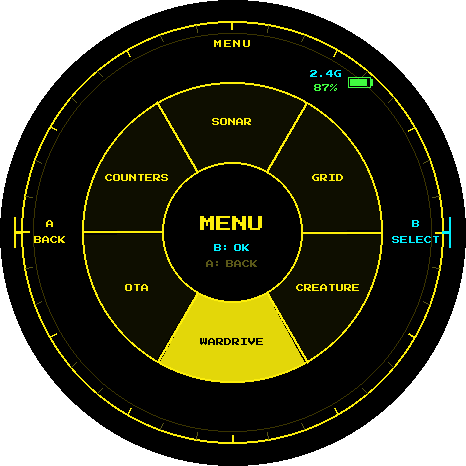 MENU
2.4G
87%
SONAR
COUNTERS
GRID
A
BACK
MENU
B: OK
A: BACK
B
SELECT
OTA
CREATURE
WARDRIVE